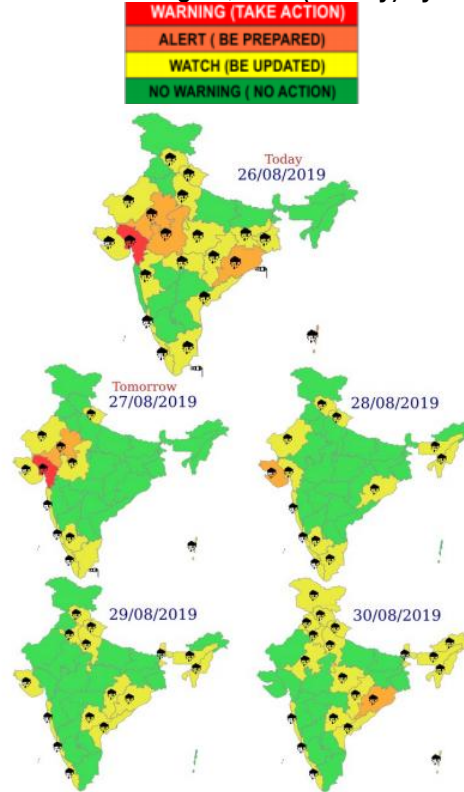 WARNING (TAKE ACTION)
ALERT ( BE PREPARED)
WATCH (BE UPDATED)
NO WARNING ( NO ACTION)
Today
26/08/2019
Tomorrow
27/08/2019
28/08/2019
29/08/2019
30/08/2019